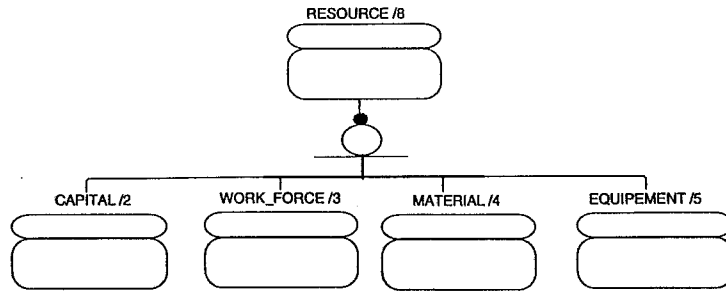 RESOURCE /8
CAPITAL /2
WORK_FORCE /3
MATERIAL /4
EQUIPEMENT /5